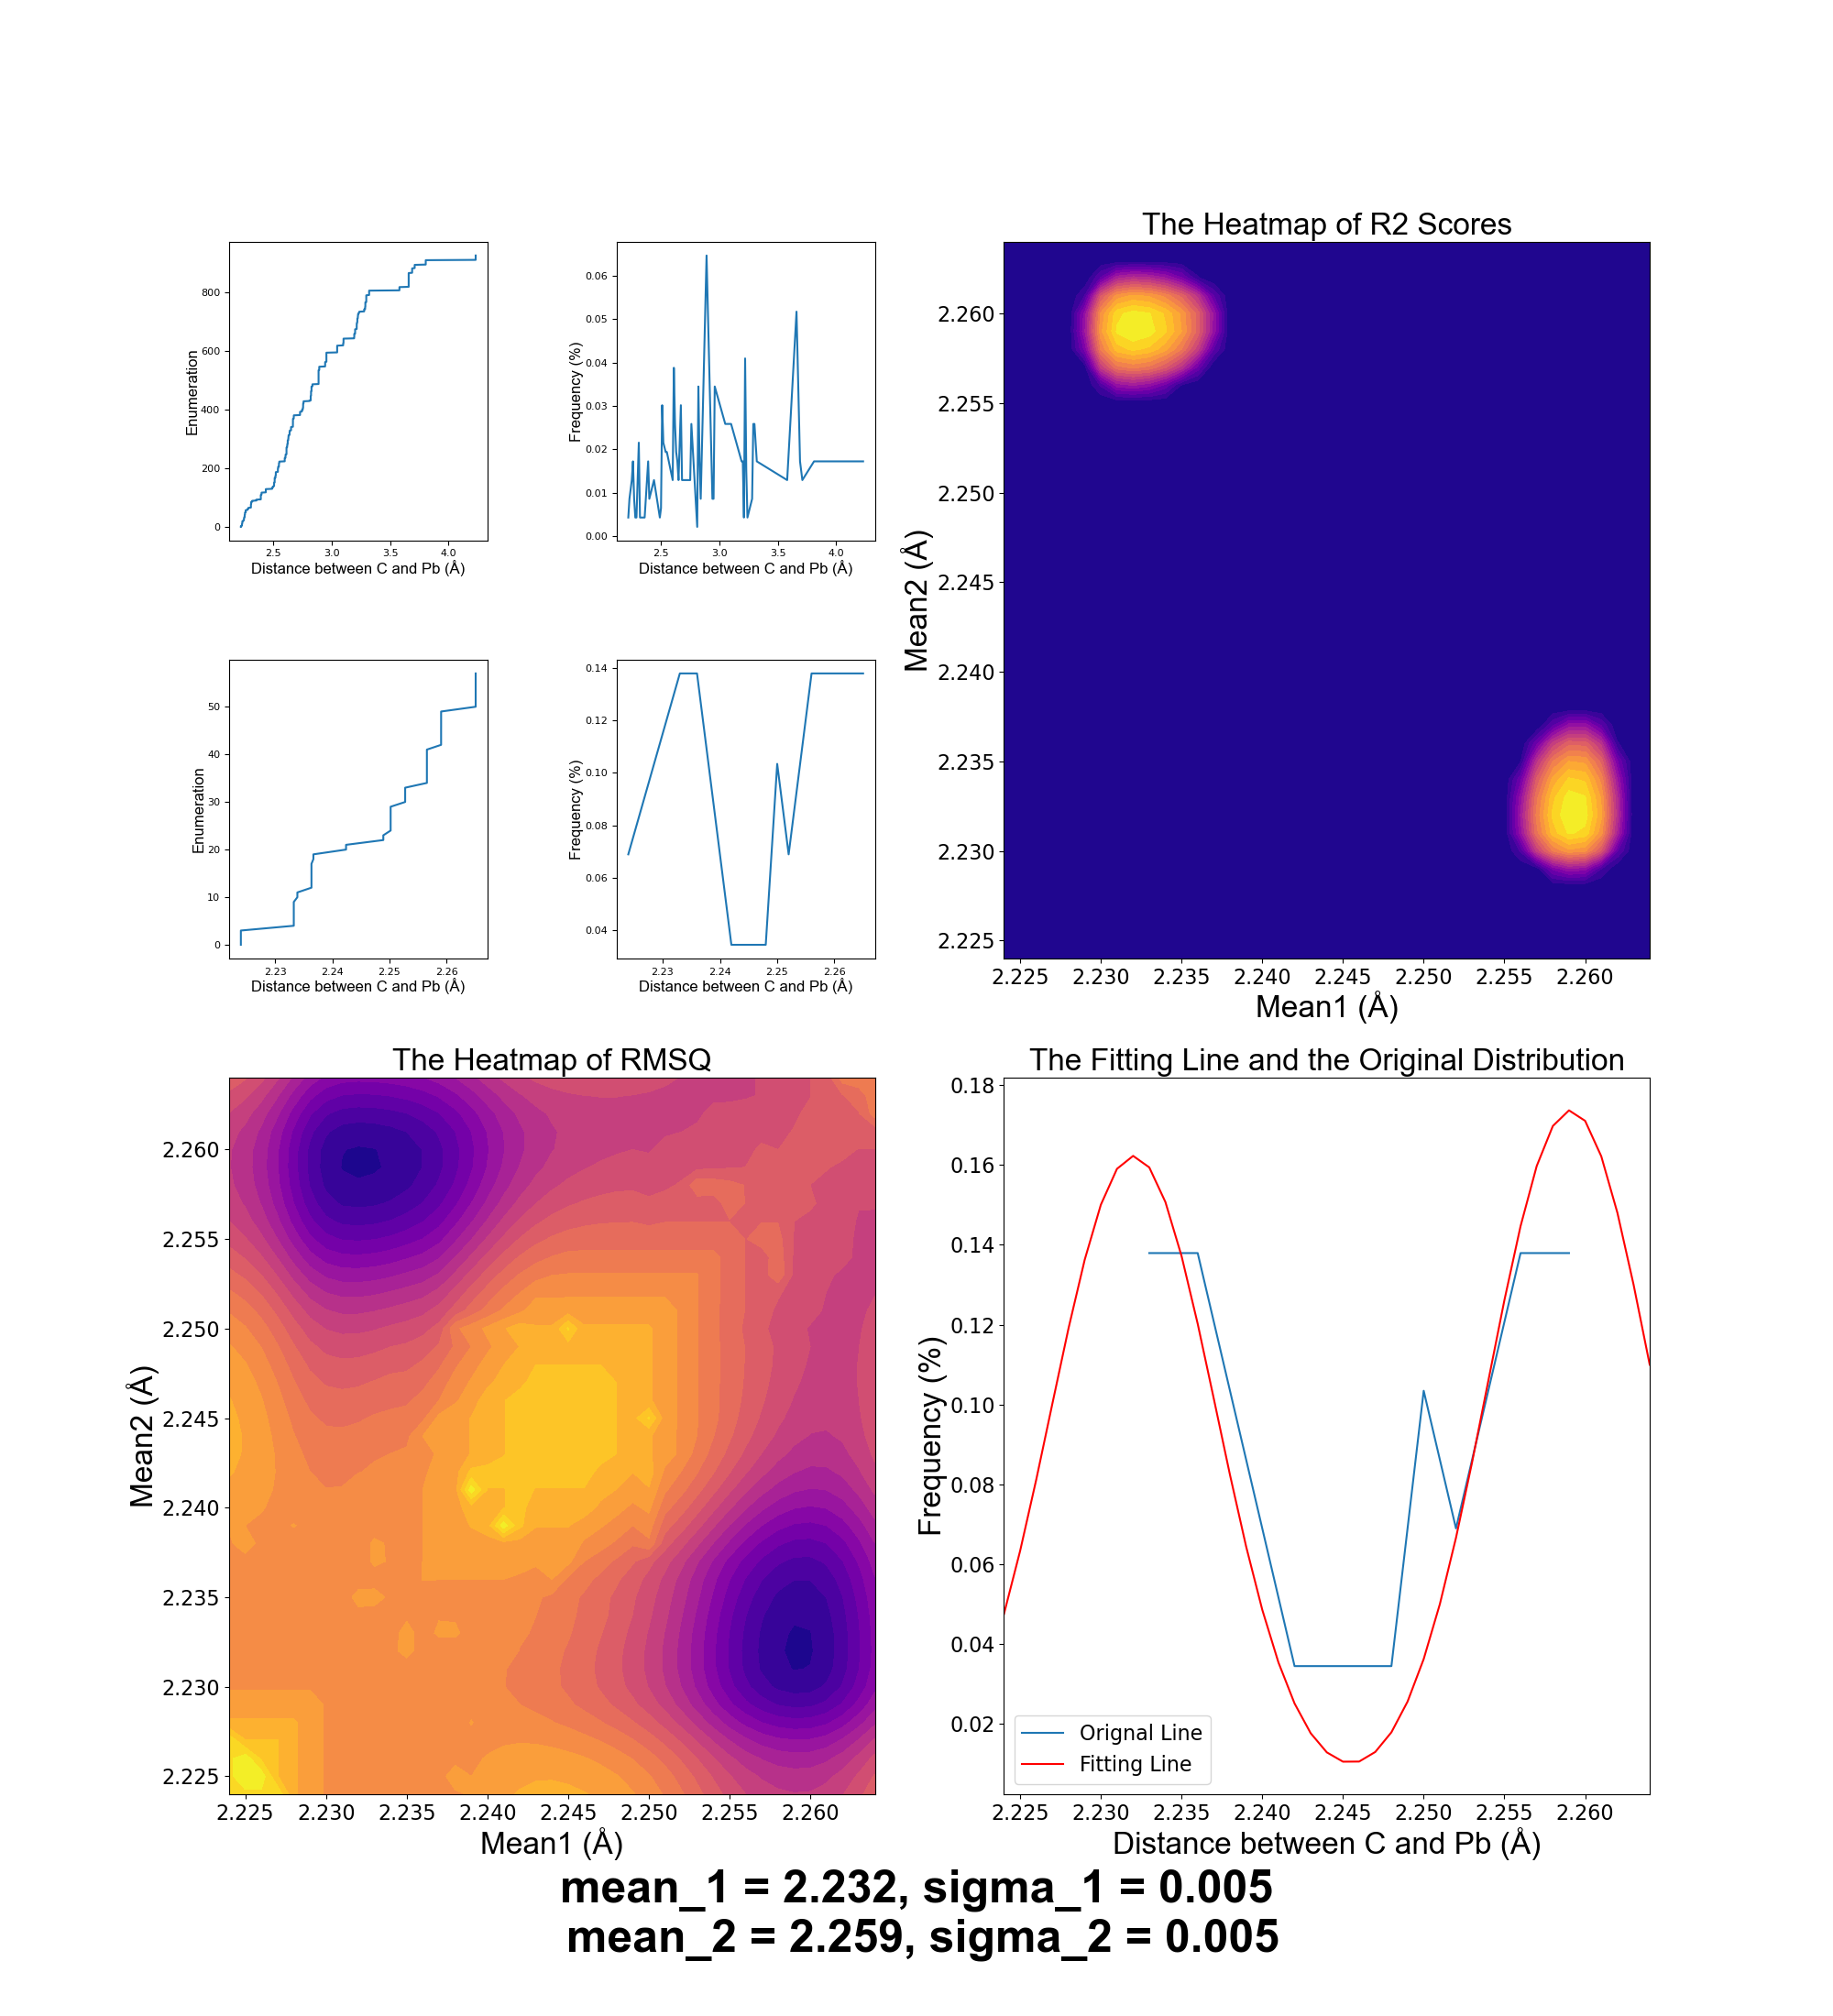 Enumeration
800
600
400
200
0
2.5 3.0 3.5 4.0
Distance between C and Pb (Å)
Frequency (%)
0.06
0.05
0.04
0.03
0.02
0.01
0.00
2.5 3.0 3.5 4.0
Distance between C and Pb (Å)
The Heatmap of R2 Scores
Mean2 (Å)
2.260
2.255
2.250
2.245
2.240
2.235
2.230
2.225
2.225 2.230 2.235 2.240 2.245 2.250 2.255 2.260
Mean1 (Å)
Enumeration
50
40
30
20
10
0
2.23 2.24 2.25 2.26
Distance between C and Pb (Å)
Frequency (%)
0.14
0.12
0.10
0.08
0.06
0.04
2.23 2.24 2.25 2.26
Distance between C and Pb (Å)
The Heatmap of RMSQ
Mean2 (Å)
2.260
2.255
2.250
2.245
2.240
2.235
2.230
2.225
2.225 2.230 2.235 2.240 2.245 2.250 2.255 2.260
Mean1 (Å)
The Fitting Line and the Original Distribution
Frequency (%)
0.18
0.16
0.14
0.12
0.10
0.08
0.06
0.04
0.02
Orignal Line
Fitting Line
2.225 2.230 2.235 2.240 2.245 2.250 2.255 2.260
Distance between C and Pb (Å)
mean_1 = 2.232, sigma_1 = 0.005
mean_2 = 2.259, sigma_2 = 0.005